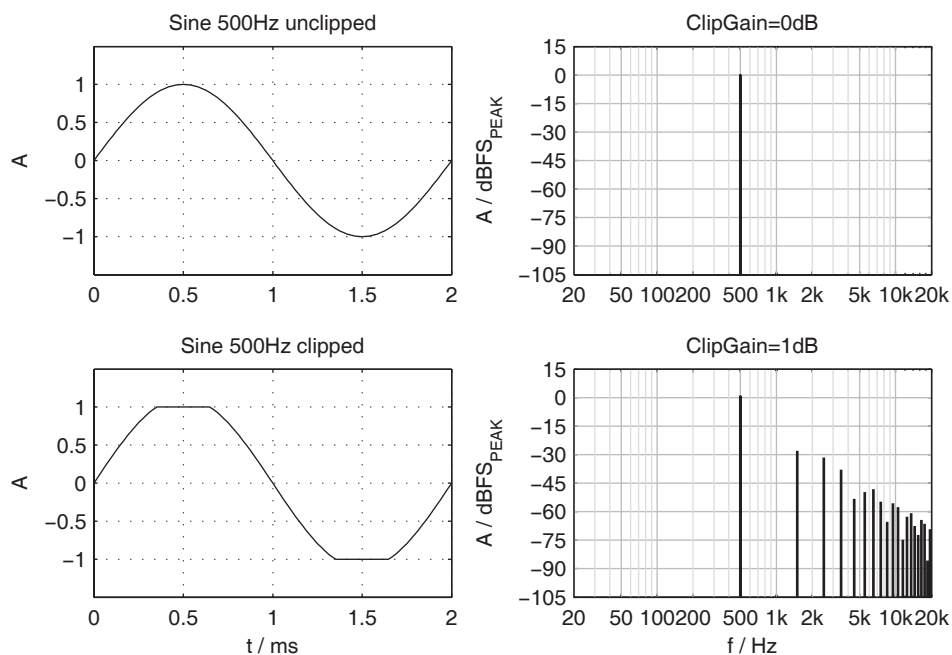 Sine 500Hz unclipped
1
0.5
0
−0.5
−1
A
0 0.5 1 1.5 2
ClipGain=0dB
15
0
−15
−30
−45
−60
−75
−90
−105
A / dBFSPEAK
20 50 100 200 500 1k 2k 5k 10k 20k
Sine 500Hz clipped
1
0.5
0
−0.5
−1
A
0 0.5 1 1.5 2
t / ms
ClipGain=1dB
15
0
−15
−30
−45
−60
−75
−90
−105
A / dBFSPEAK
20 50 100 200 500 1k 2k 5k 10k 20k
f / Hz